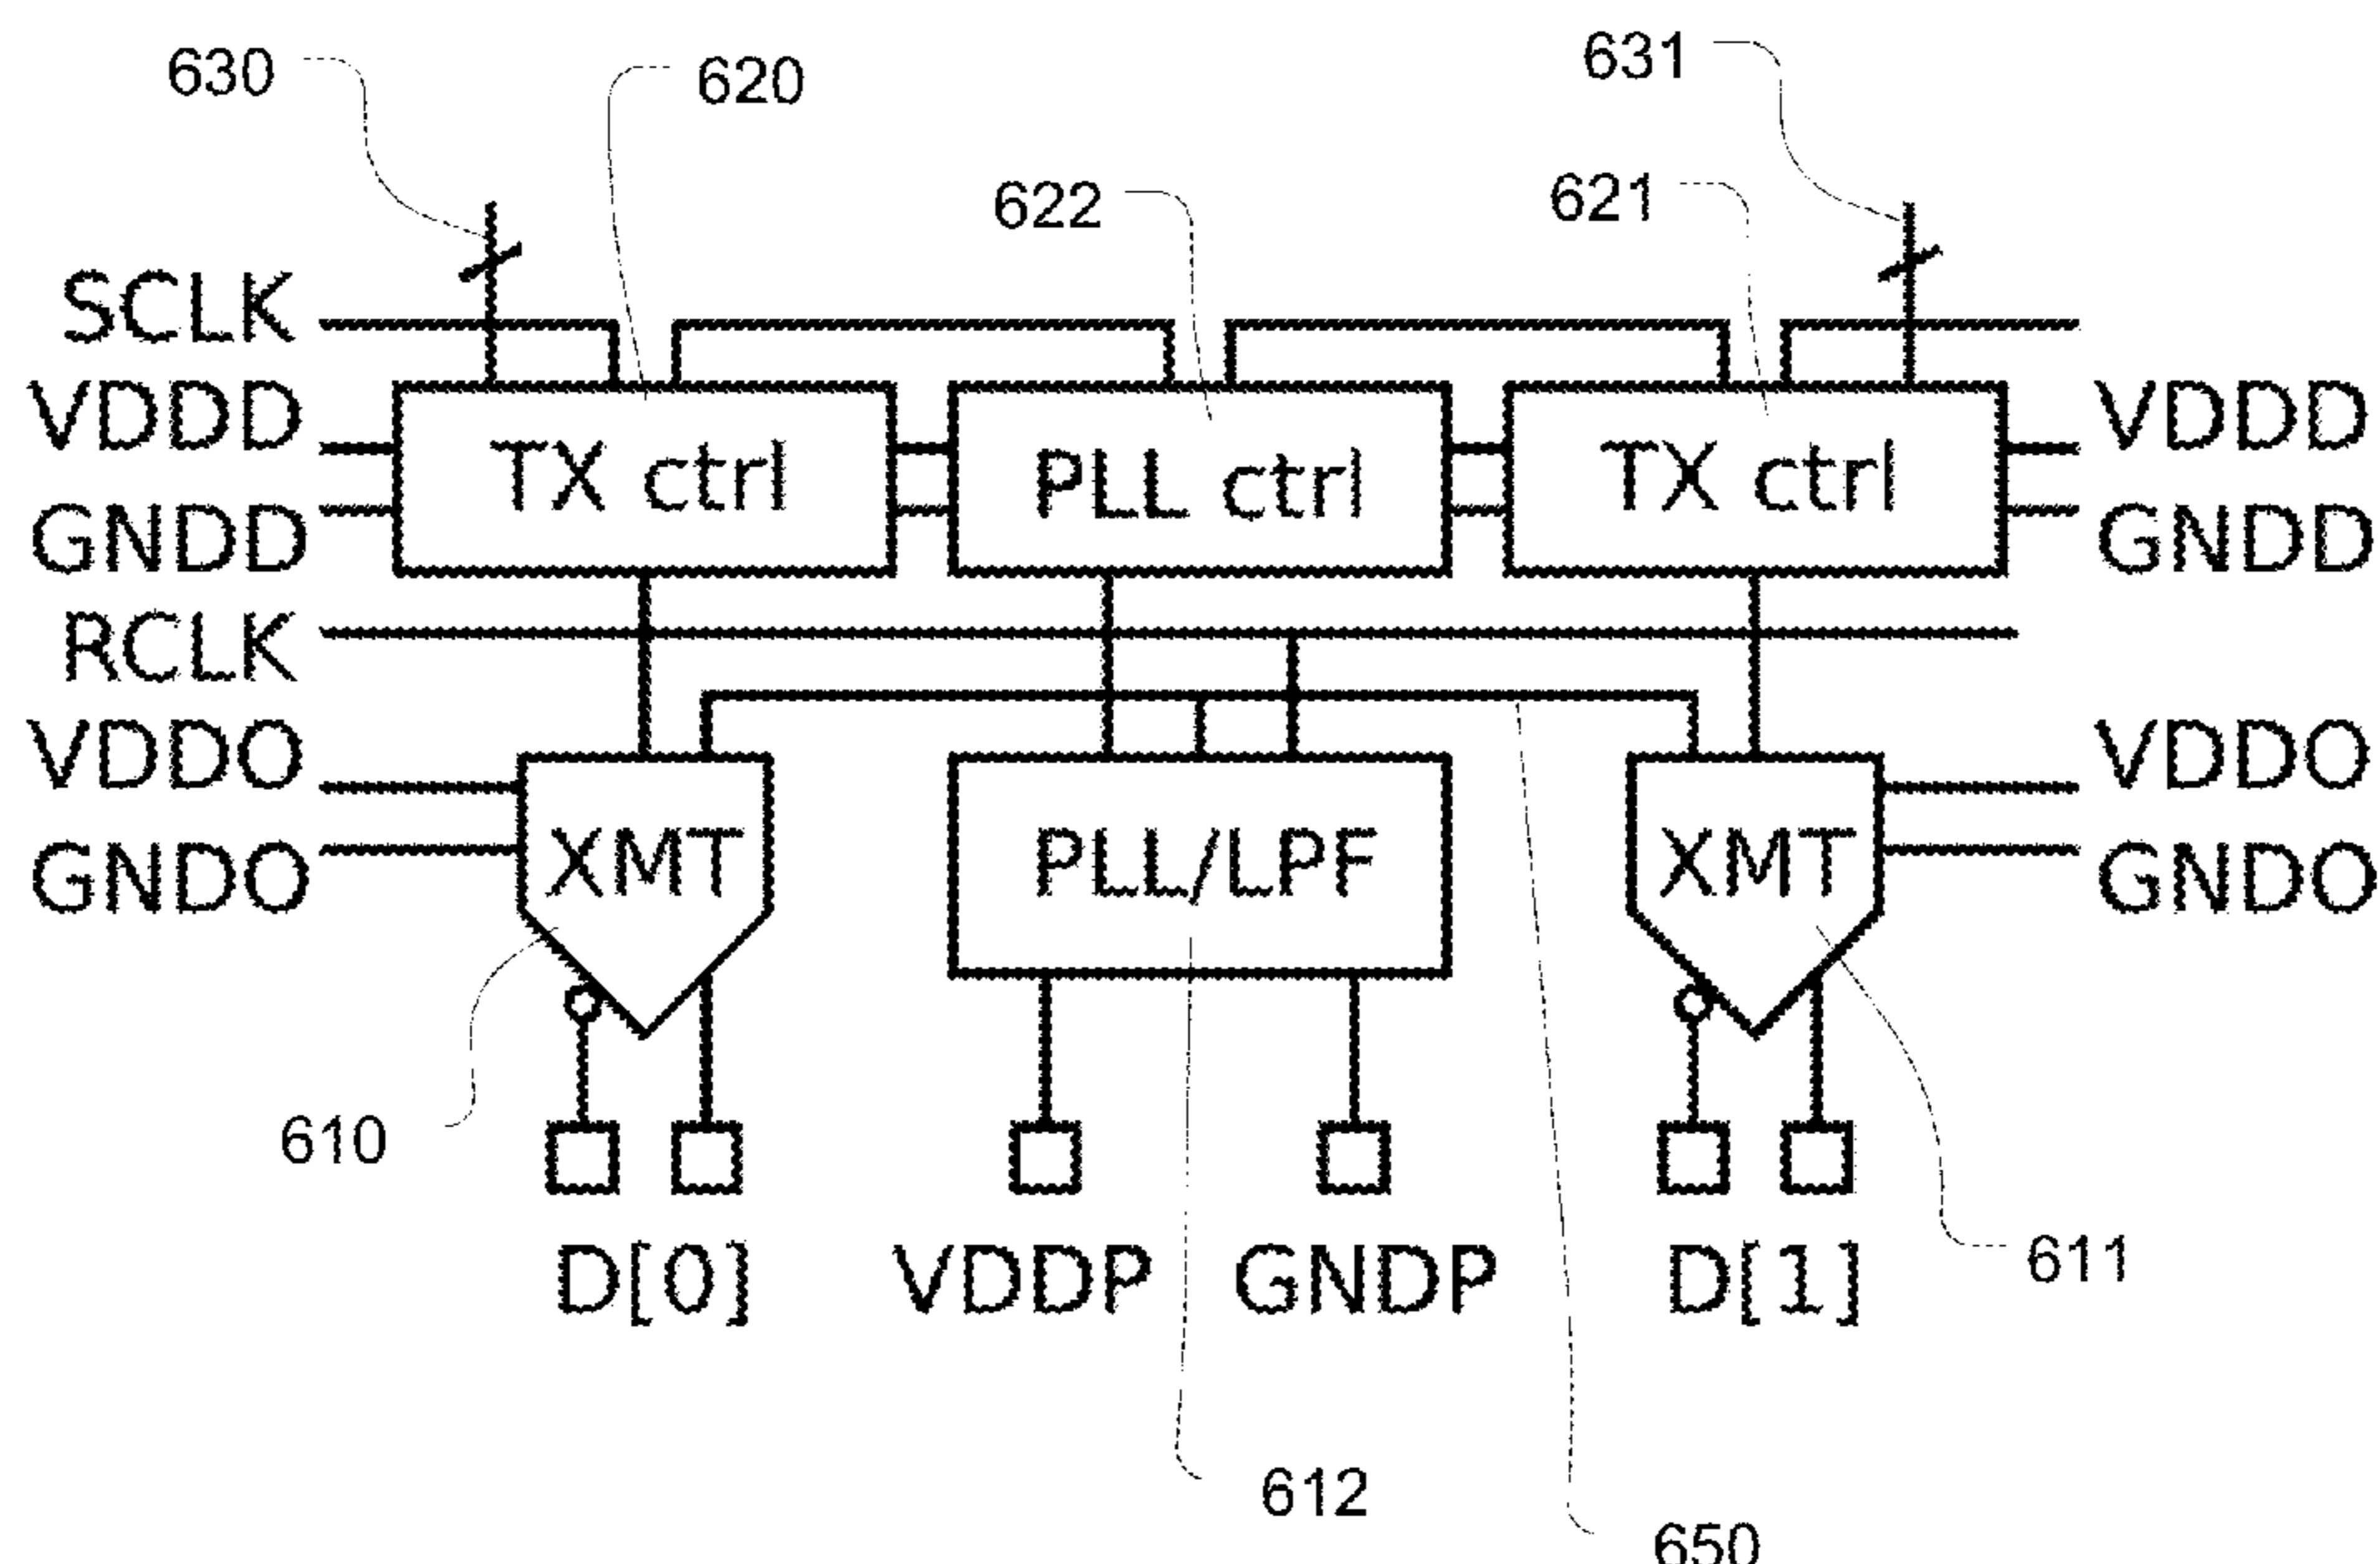 630
620
631
622
621
SCLK
VDDD
TX ctrl
PLL ctrl
TX ctrl
VDDD
GNDD
GNDD
RCLK
VDDO
VDDO
XMT
PLL/LPF
XMT
GNDO
GNDO
610
D[0]
VDDP
GNDP
D[1]
611
612
650